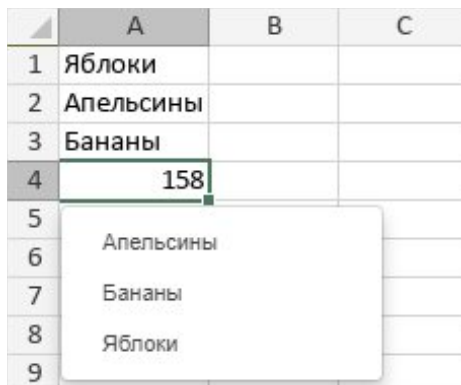 A B C
1 Яблоки
2 Апельсины
3 Бананы
4 158
5
Апельсины
6
7 Бананы
8 Яблоки
9